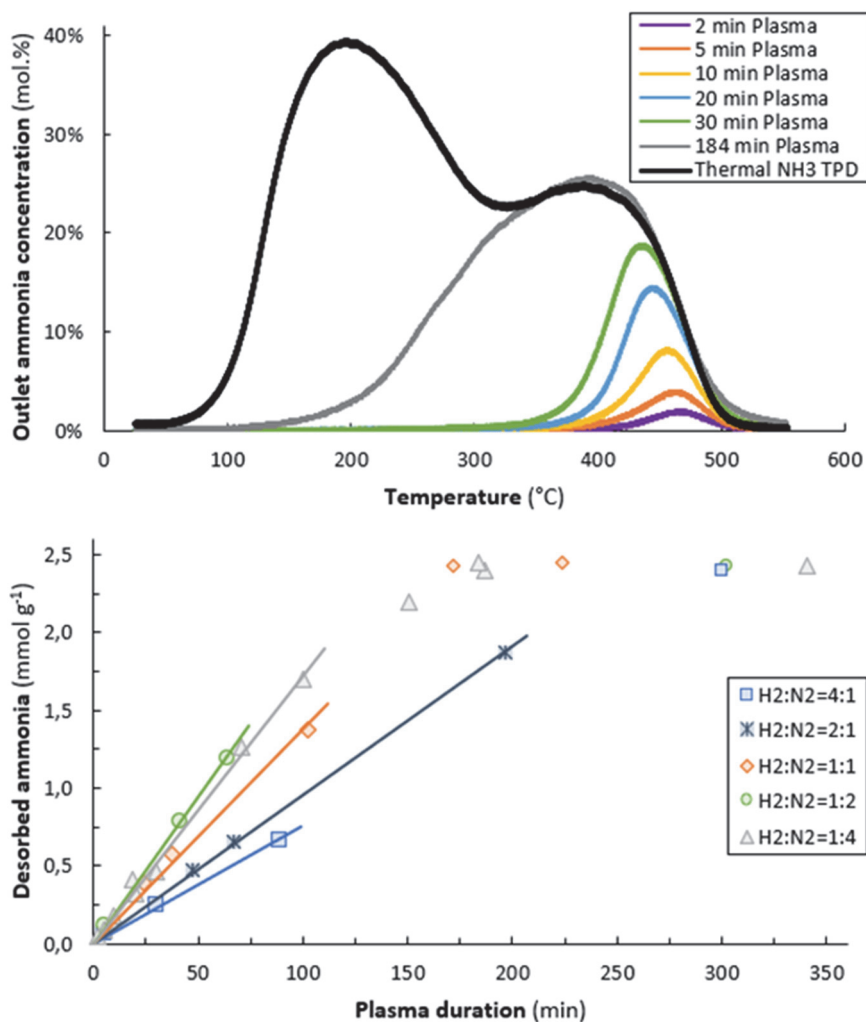 40%
30%
20%
10%
0%
Outlet ammonia concentration (mol.%)
2 min Plasma
5 min Plasma
10 min Plasma
20 min Plasma
30 min Plasma
184 min Plasma
Thermal NH3 TPD
0 100 200 300 400 500 600
Temperature (°C)
2,5
2,0
1,5
1,0
0,5
0,0
Desorbed ammonia (mmol g-1)
H2:N2=4:1
H2:N2=2:1
H2:N2=1:1
H2:N2=1:2
H2:N2=1:4
0 50 100 150 200 250 300 350
Plasma duration (min)